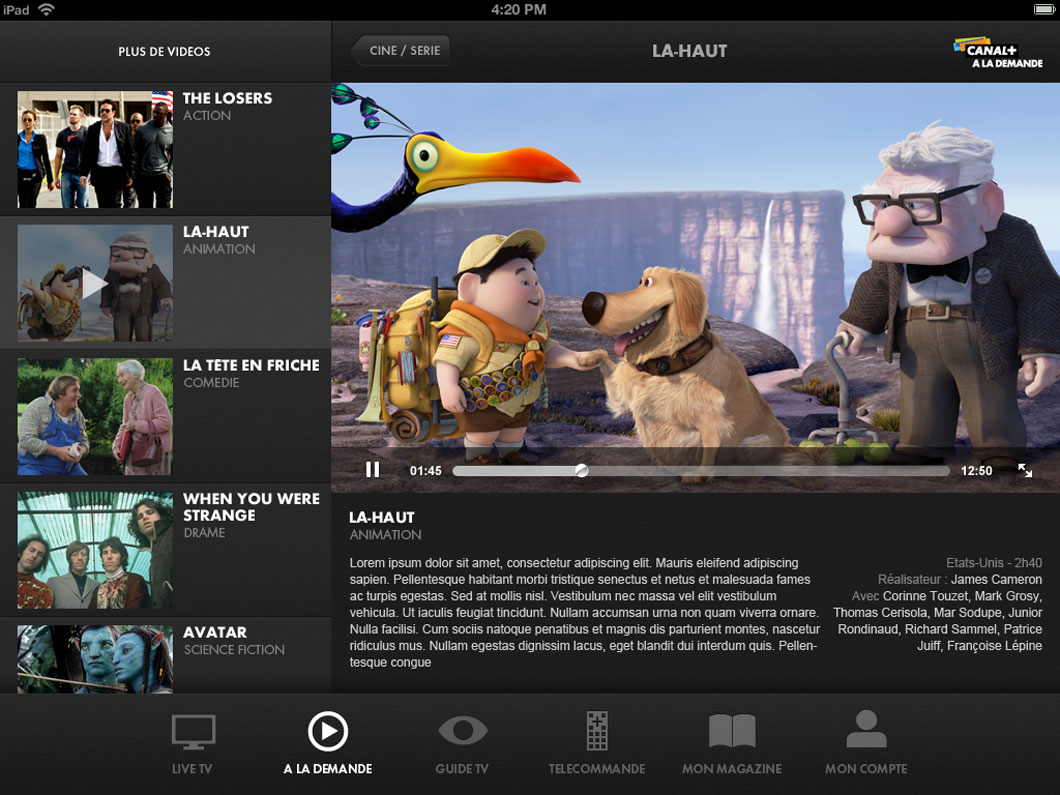 iPad
4:20 PM
PLUS DE VIDEOS
CINE / SERIE
LA-HAUT
CANAL+
A LA DEMANDE
THE LOSERS
ACTION
LA-HAUT
ANIMATION
LA TÊTE EN FRICHE
COMEDIE
WHEN YOU WERE
STRANGE
DRAME
AVATAR
SCIENCE FICTION
01:45
12:50
LA-HAUT
ANIMATION
Lorem ipsum dolor sit amet, consectetur adipiscing elit. Mauris eleifend adipiscing
sapien. Pellentesque habitant morbi tristique senectus et netus et malesuada fames
ac turpis egestas. Sed at mollis nisl. Vestibulum nec massa vel elit vestibulum
vehicula. Ut iaculis feugiat tincidunt. Nullam accumsan urna non quam viverra ornare.
Nulla facilisi. Cum sociis natoque penatibus et magnis dis parturient montes, nascetur
ridiculus mus. Nullam egestas dignissim lacus, eget blandit dui interdum quis. Pellen-
tesque congue
Etats-Unis - 2h40
Réalisateur : James Cameron
Avec Corinne Touzet, Mark Grosy,
Thomas Cerisola, Mar Sodupe, Junior
Rondinaud, Richard Sammel, Patrice
Juiff, Françoise Lépine
LIVE TV
A LA DEMANDE
GUIDE TV
TELECOMMANDE
MON MAGAZINE
MON COMPTE